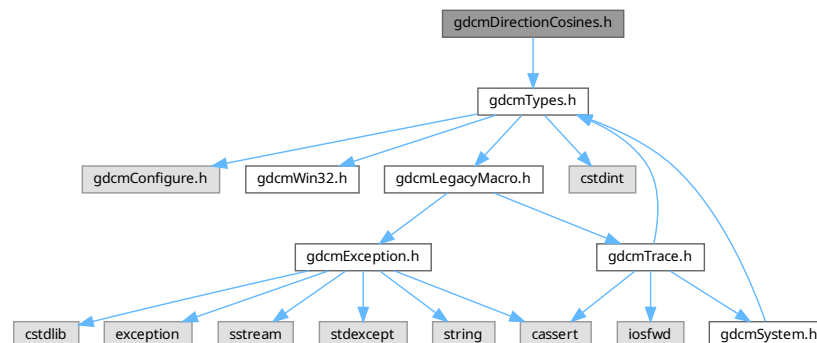 gdcmDirectionCosines.h
gdcmTypes.h
gdcmConfigure.h
gdcmWin32.h
gdcmLegacyMacro.h
cstdint
gdcmException.h
gdcmTrace.h
cstdlib
exception
sstream
stdexcept
string
cassert
iosfwd
gdcmSystem.h